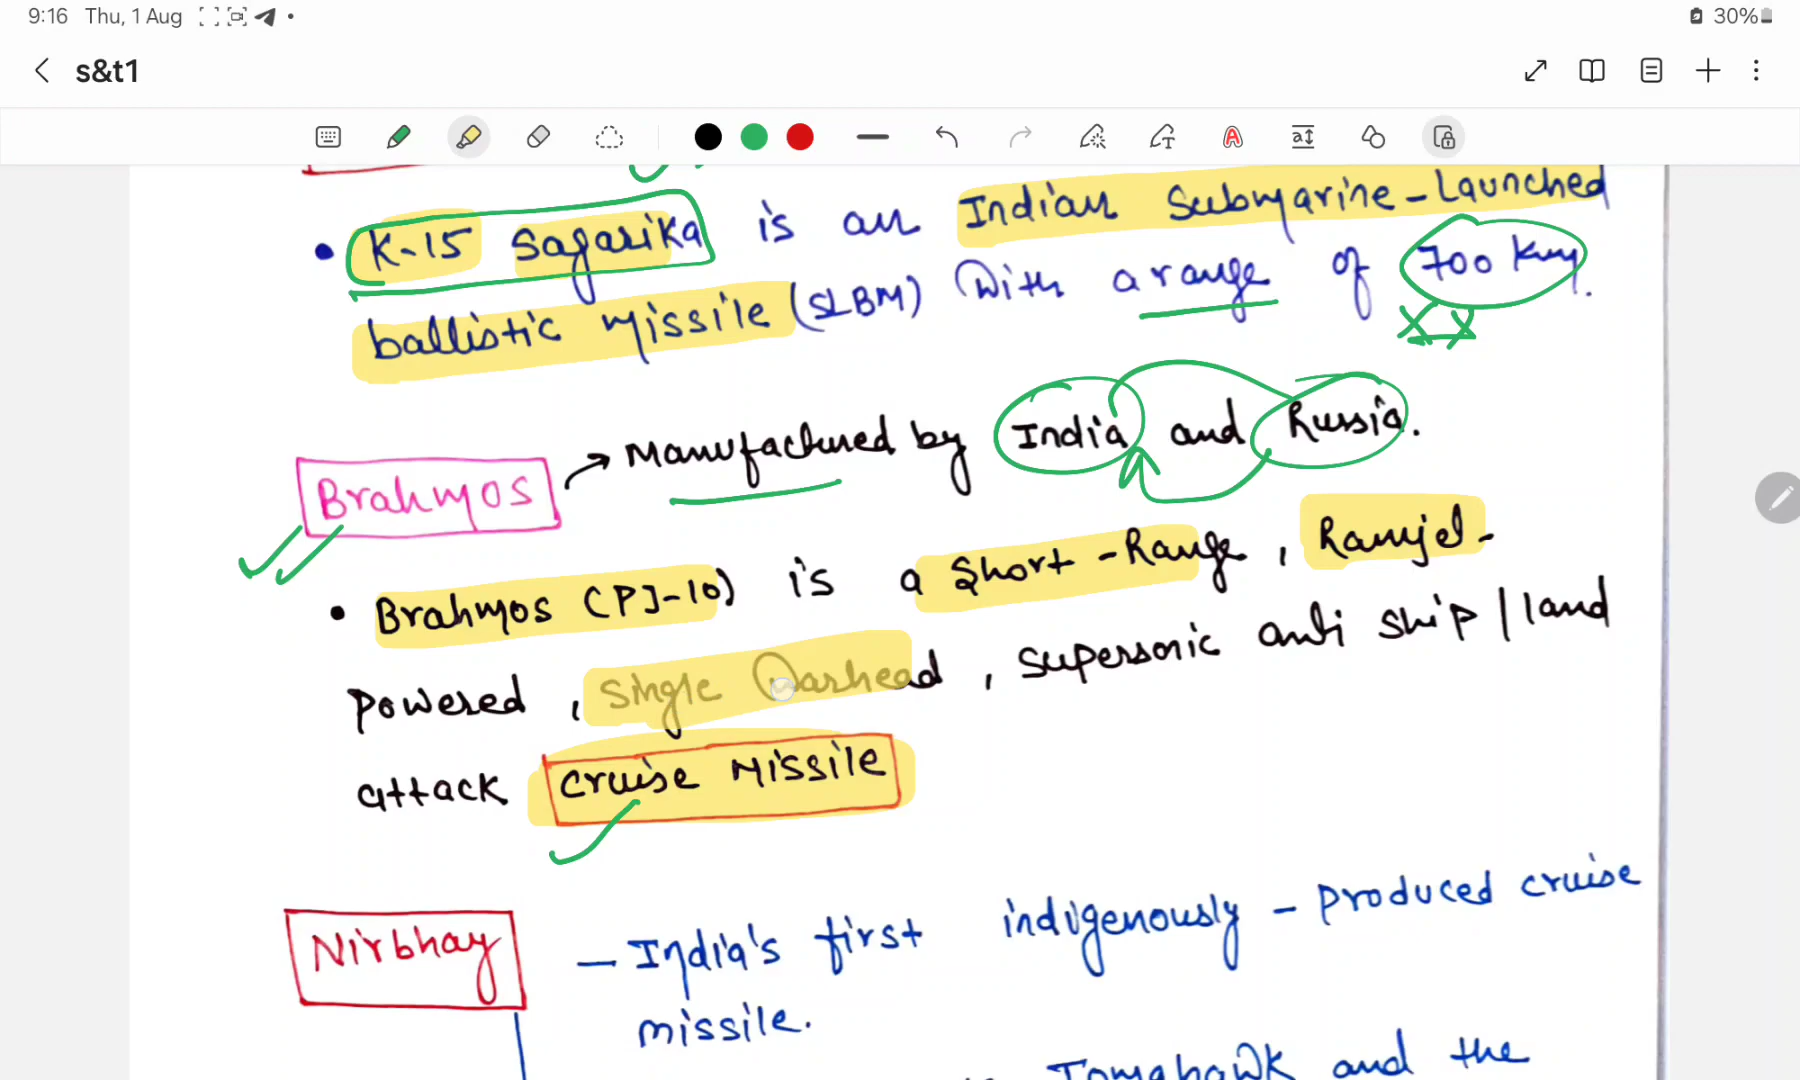 9:16 Thu, 1 Aug
30%
s&t1
• K-15 Sagarika is an Indian Submarine-Launched
ballistic missile (SLBM) with a range of 700 km.
Brahmos → Manufactured by India and Russia.
• Brahmos (PJ-10) is a short-Range, Ramjet-
powered, single warhead, supersonic anti ship/land
attack cruise missile
Nirbhay - India's first indigenously - produced cruise
missile.
Tomahawk and the